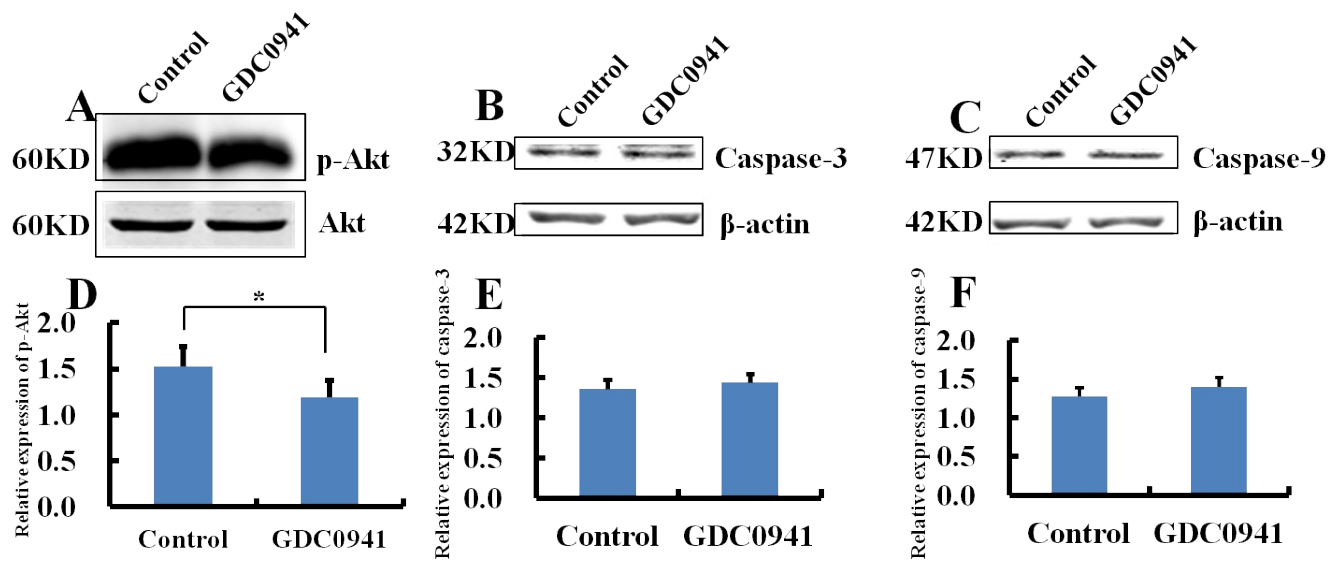 A
Control
GDC0941
60KD
p-Akt
60KD
Akt
B
Control
GDC0941
32KD
Caspase-3
42KD
β-actin
C
Control
GDC0941
47KD
Caspase-9
42KD
β-actin
D
*
Relative expression of p-Akt
2.0
1.5
1.0
0.5
0.0
Control
GDC0941
E
Relative expression of caspase-3
2.0
1.5
1.0
0.5
0.0
Control
GDC0941
F
Relative expression of caspase-9
2.0
1.5
1.0
0.5
0.0
Control
GDC0941